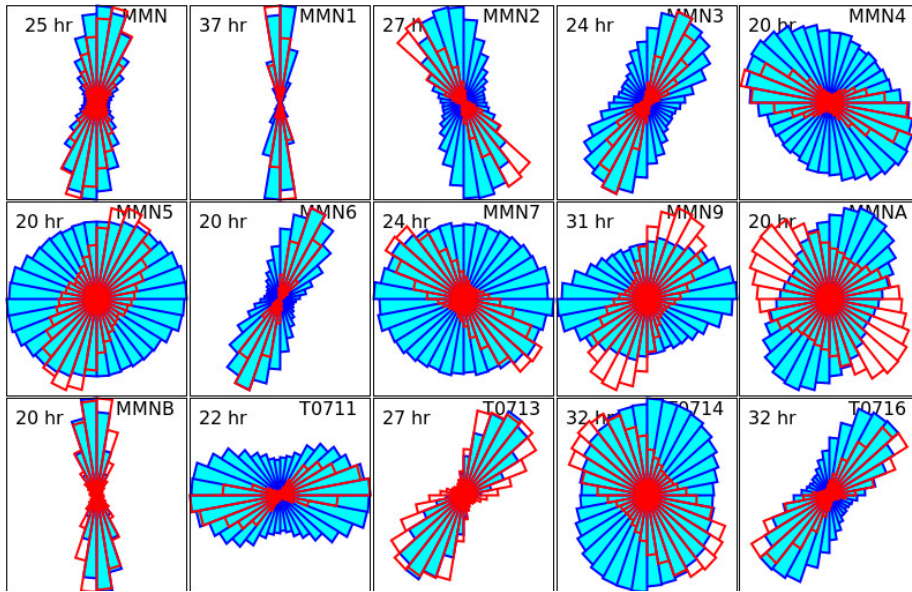 25 hr MMN
37 hr MMN1
27 hr MMN2
24 hr MMN3
20 hr MMN4
20 hr MMN5
20 hr MMN6
24 hr MMN7
31 hr MMN9
20 hr MMNA
20 hr MMNB
22 hr T0711
27 hr T0713
32 hr T0714
32 hr T0716